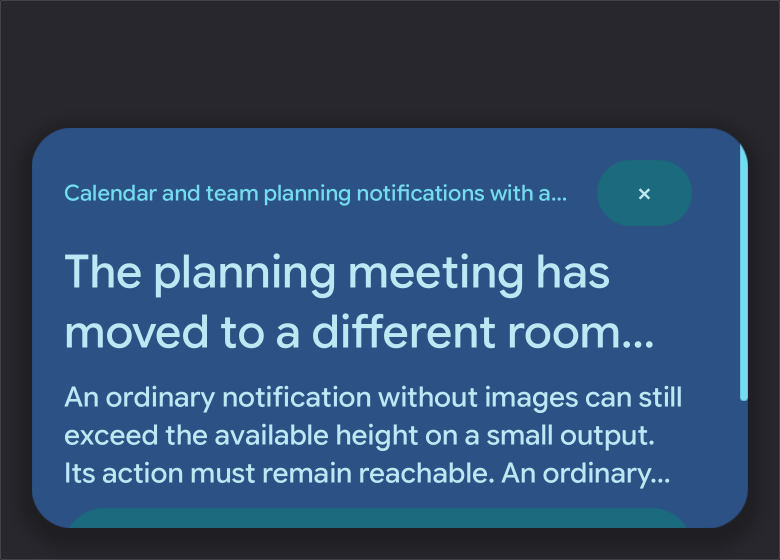 Calendar and team planning notifications with a...
×
The planning meeting has
moved to a different room...
An ordinary notification without images can still
exceed the available height on a small output.
Its action must remain reachable. An ordinary...